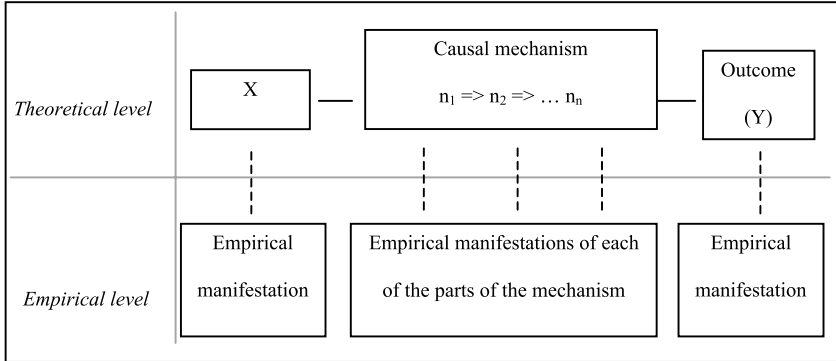 Theoretical level
X
Causal mechanism
n₁ => n₂ => … nₙ
Outcome
(Y)
Empirical level
Empirical
manifestation
Empirical manifestations of each
of the parts of the mechanism
Empirical
manifestation